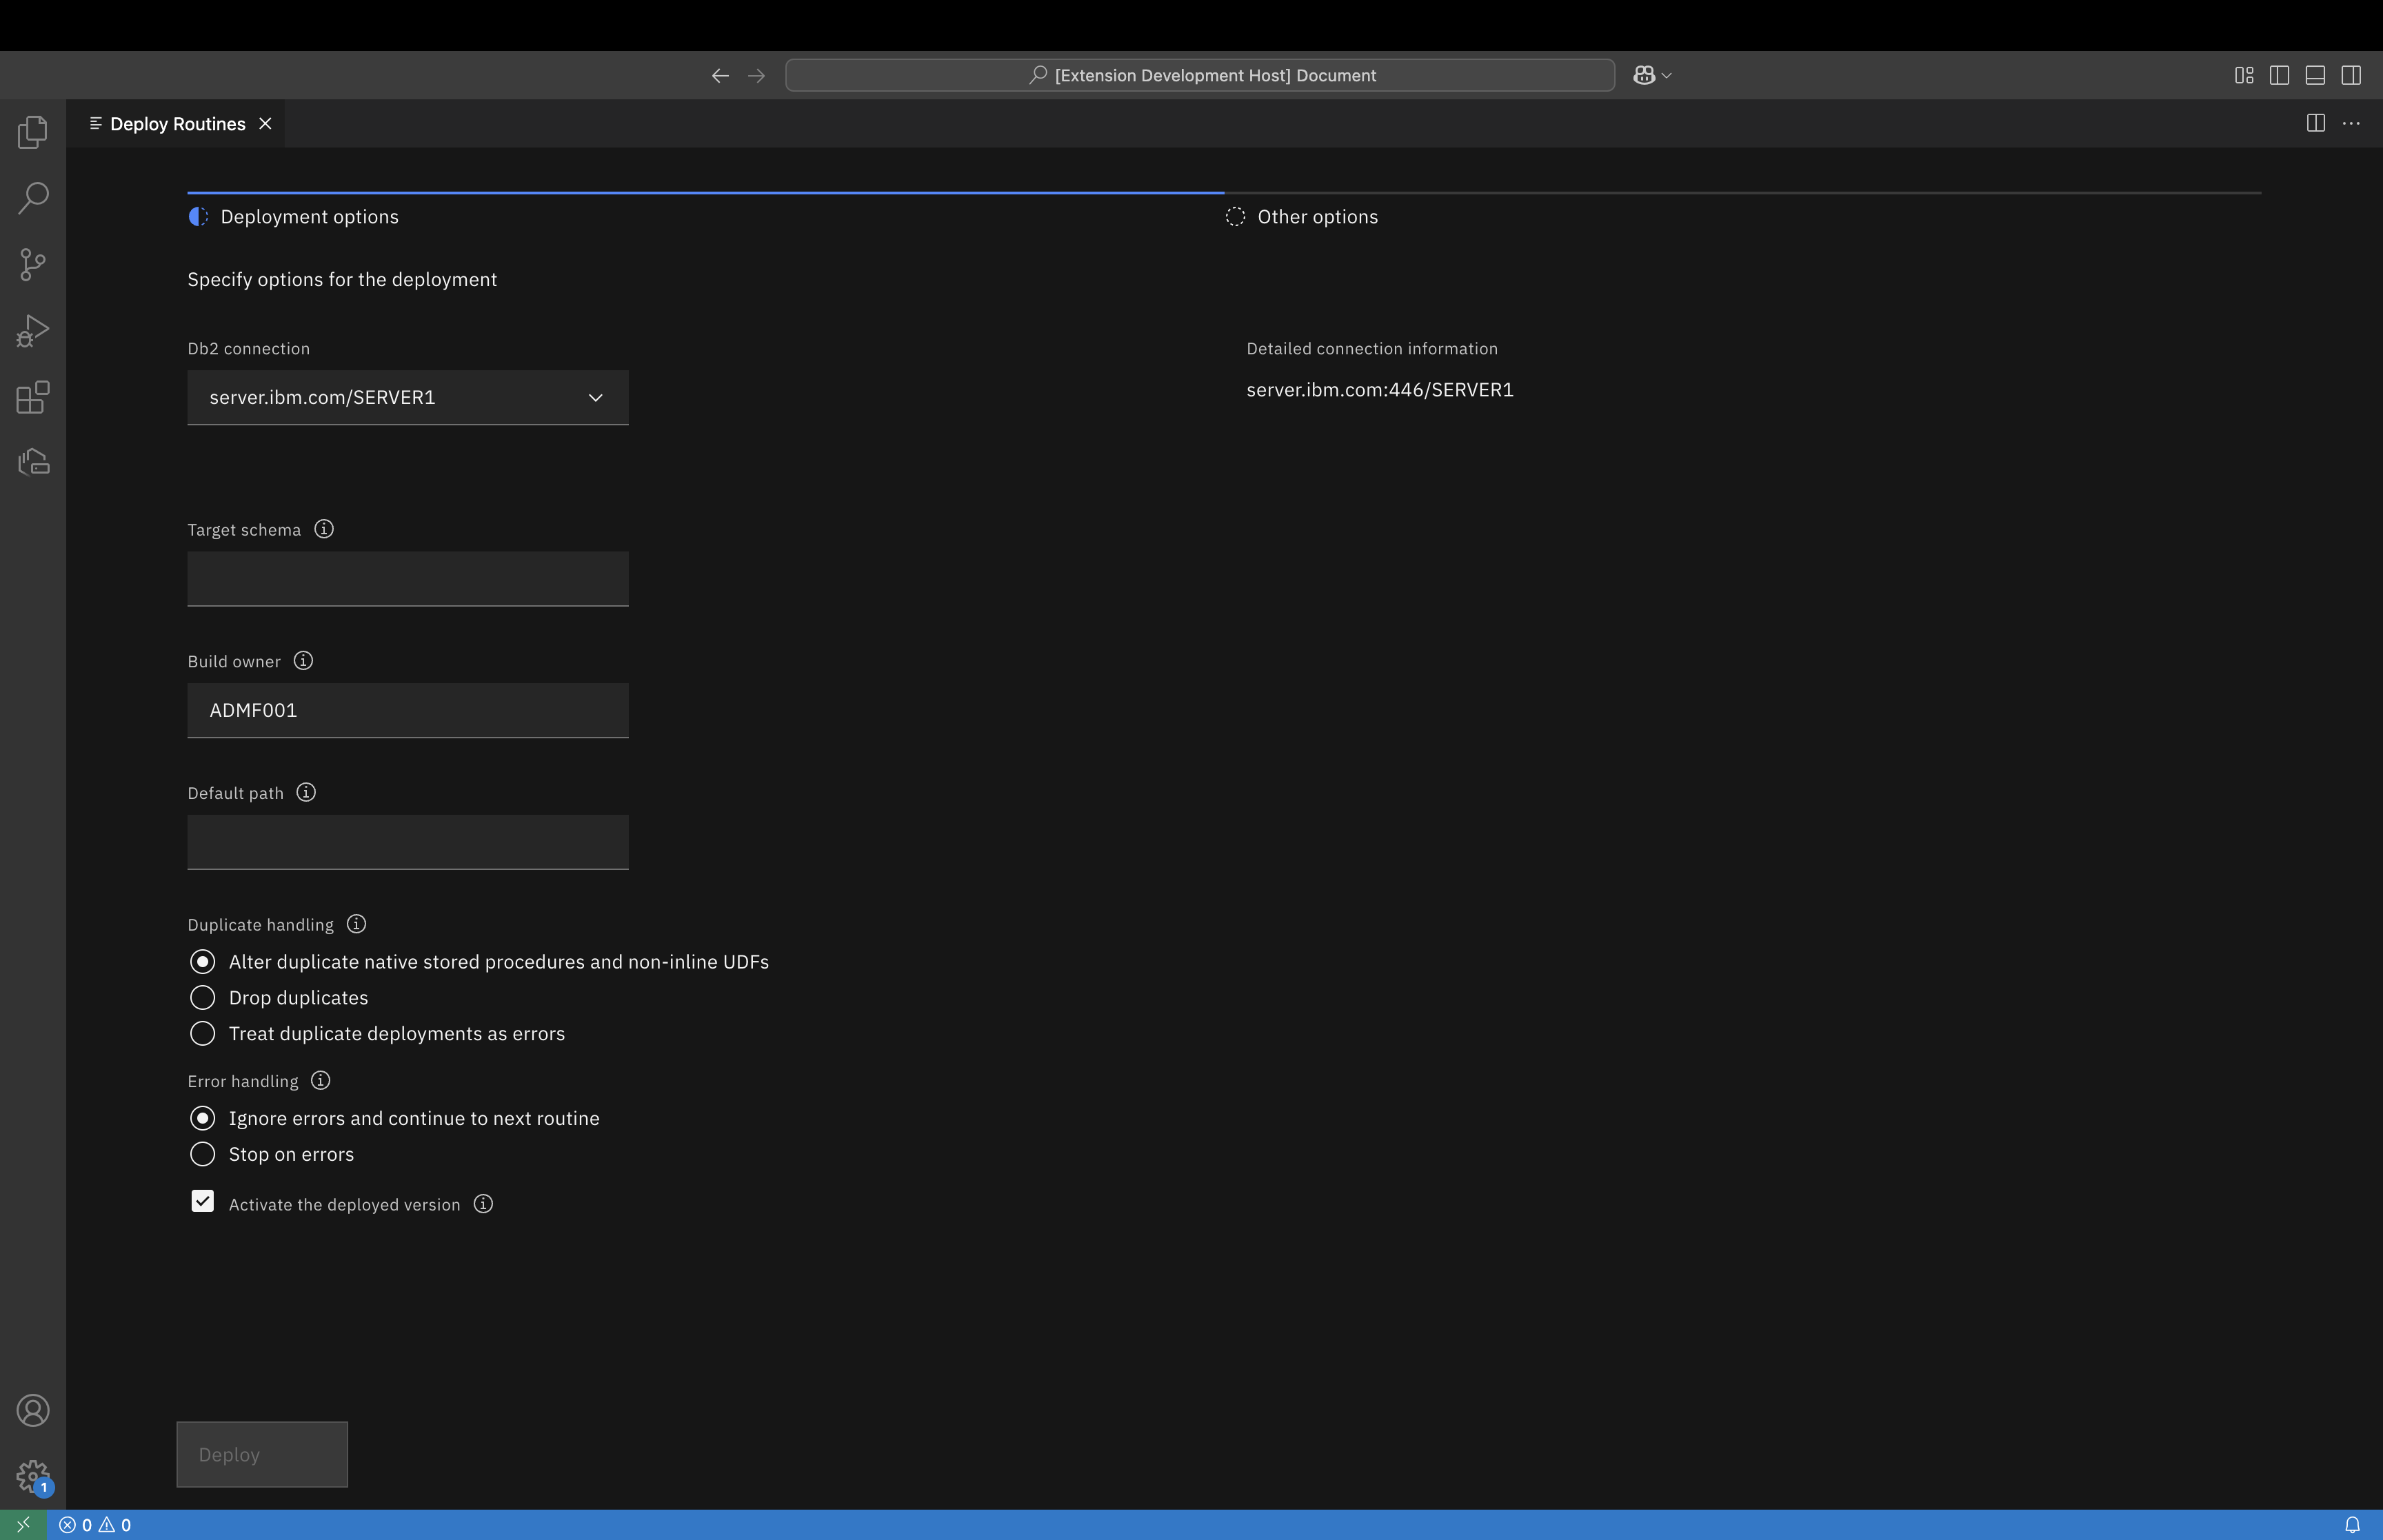 [Extension Development Host] Document
Deploy Routines
Deployment options
Other options
Specify options for the deployment
Db2 connection
Detailed connection information
server.ibm.com/SERVER1
server.ibm.com:446/SERVER1
Target schema
Build owner
ADMF001
Default path
Duplicate handling
Alter duplicate native stored procedures and non-inline UDFs
Drop duplicates
Treat duplicate deployments as errors
Error handling
Ignore errors and continue to next routine
Stop on errors
Activate the deployed version
Deploy
1
0 0